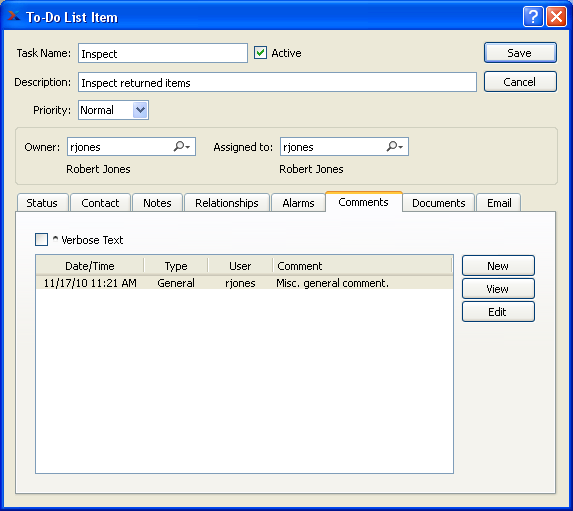 To-Do List Item
Task Name: Inspect Active Save
Description: Inspect returned items Cancel
Priority: Normal
Owner: rjones Assigned to: rjones
Robert Jones Robert Jones
Status Contact Notes Relationships Alarms Comments Documents Email
* Verbose Text
Date/Time Type User Comment New
11/17/10 11:21 AM General rjones Misc. general comment.
View
Edit